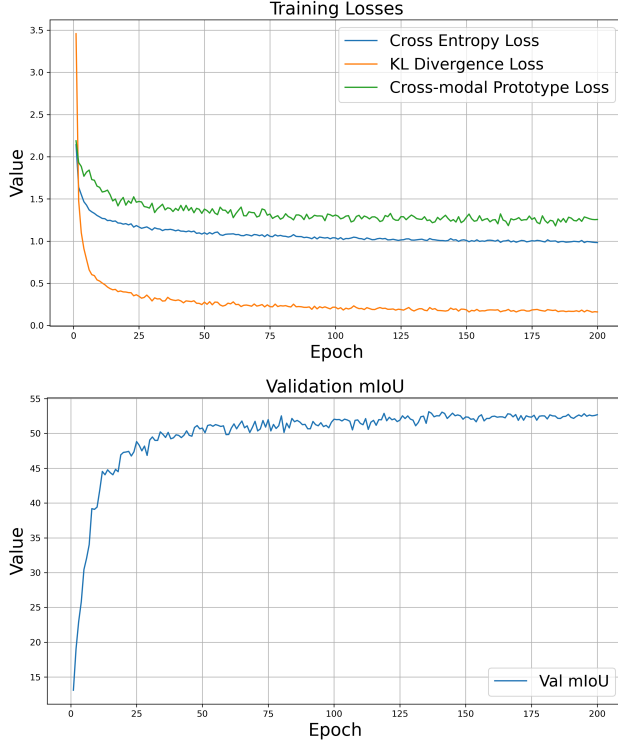 Training Losses
3.5
3.0
2.5
2.0
1.5
1.0
0.5
0.0
Value
Cross Entropy Loss
KL Divergence Loss
Cross-modal Prototype Loss
0 25 50 75 100 125 150 175 200
Epoch
Validation mIoU
55
50
45
40
35
30
25
20
15
Value
Val mIoU
0 25 50 75 100 125 150 175 200
Epoch